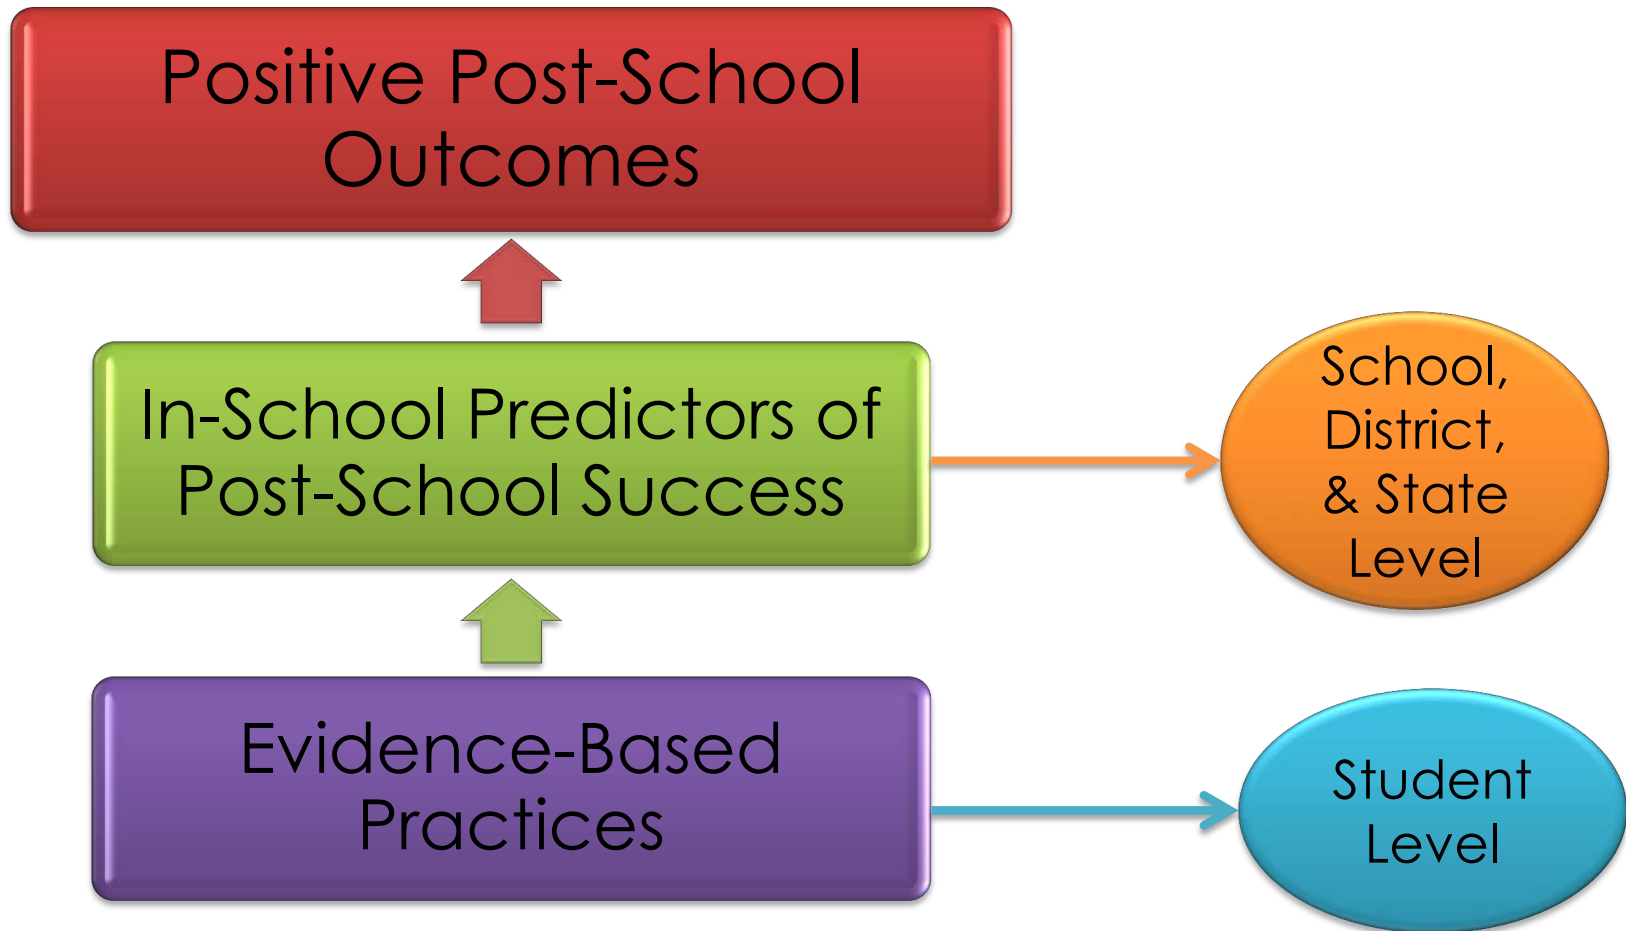 Positive Post-School
Outcomes
In-School Predictors of
Post-School Success
School,
District,
& State
Level
Evidence-Based
Practices
Student
Level